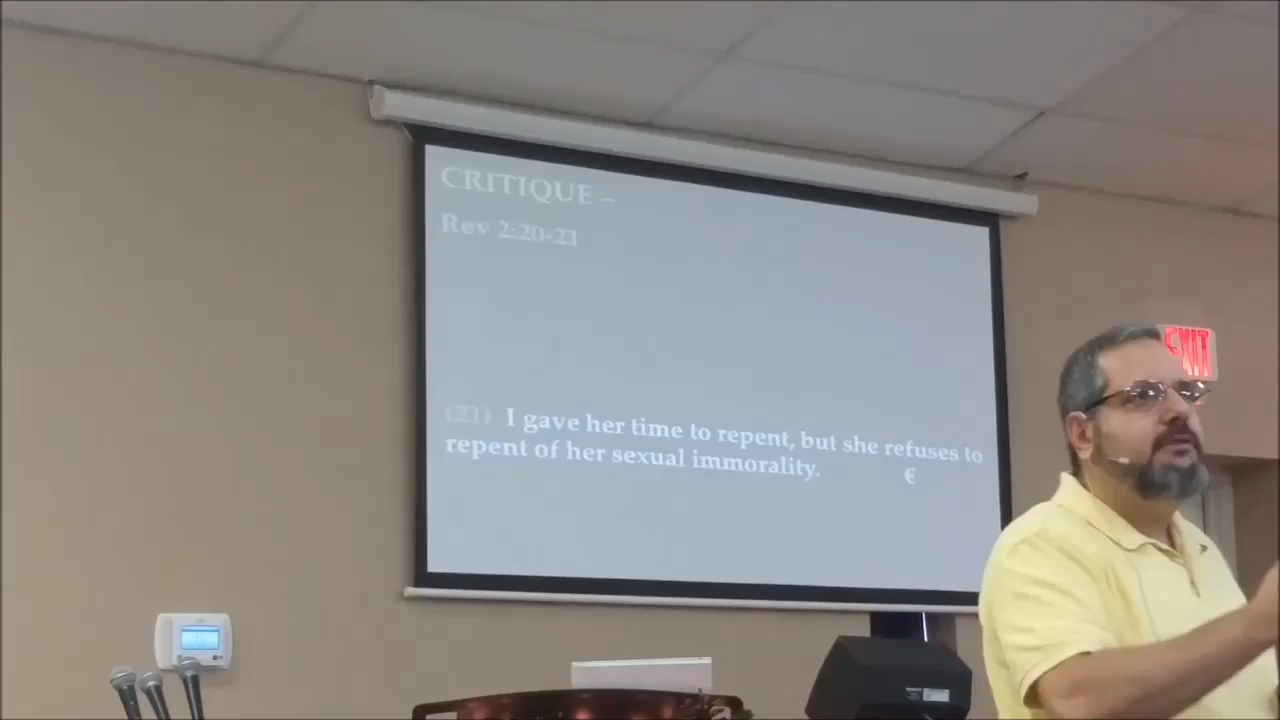 CRITIQUE –
Rev 2:20-21
(21) I gave her time to repent, but she refuses to
repent of her sexual immorality. €
EXIT